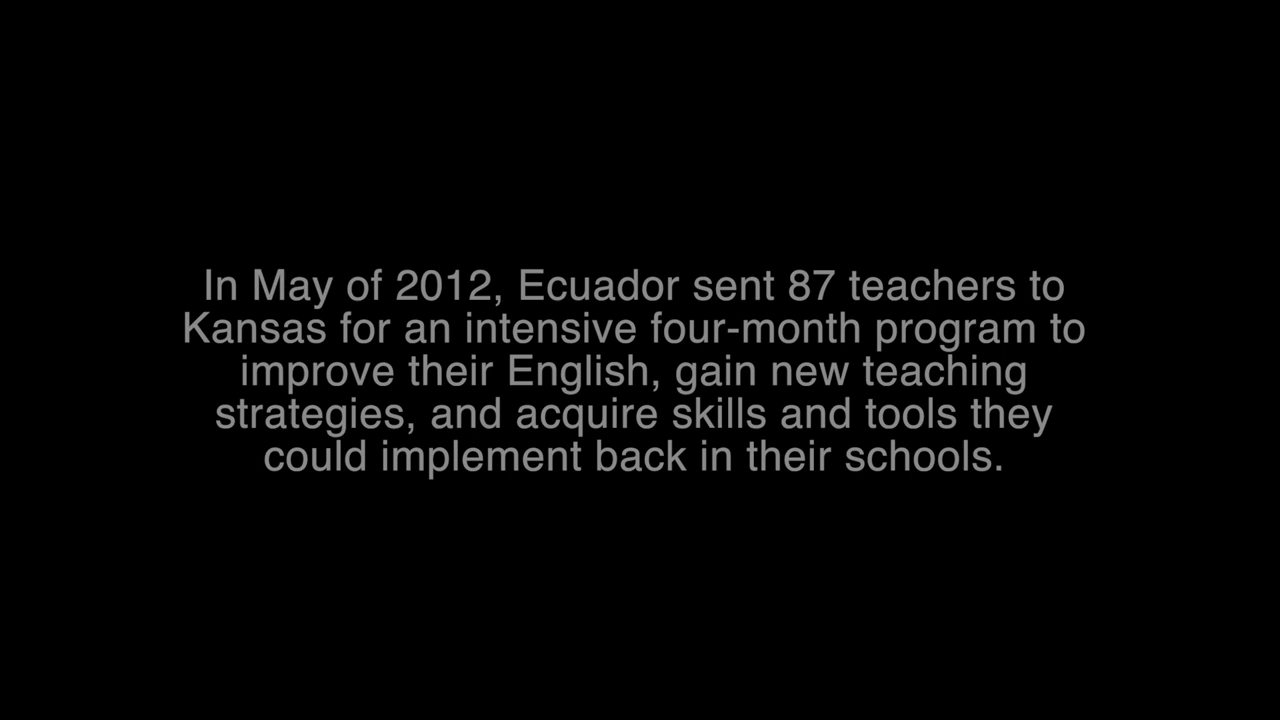 In May of 2012, Ecuador sent 87 teachers to
Kansas for an intensive four-month program to
improve their English, gain new teaching
strategies, and acquire skills and tools they
could implement back in their schools.